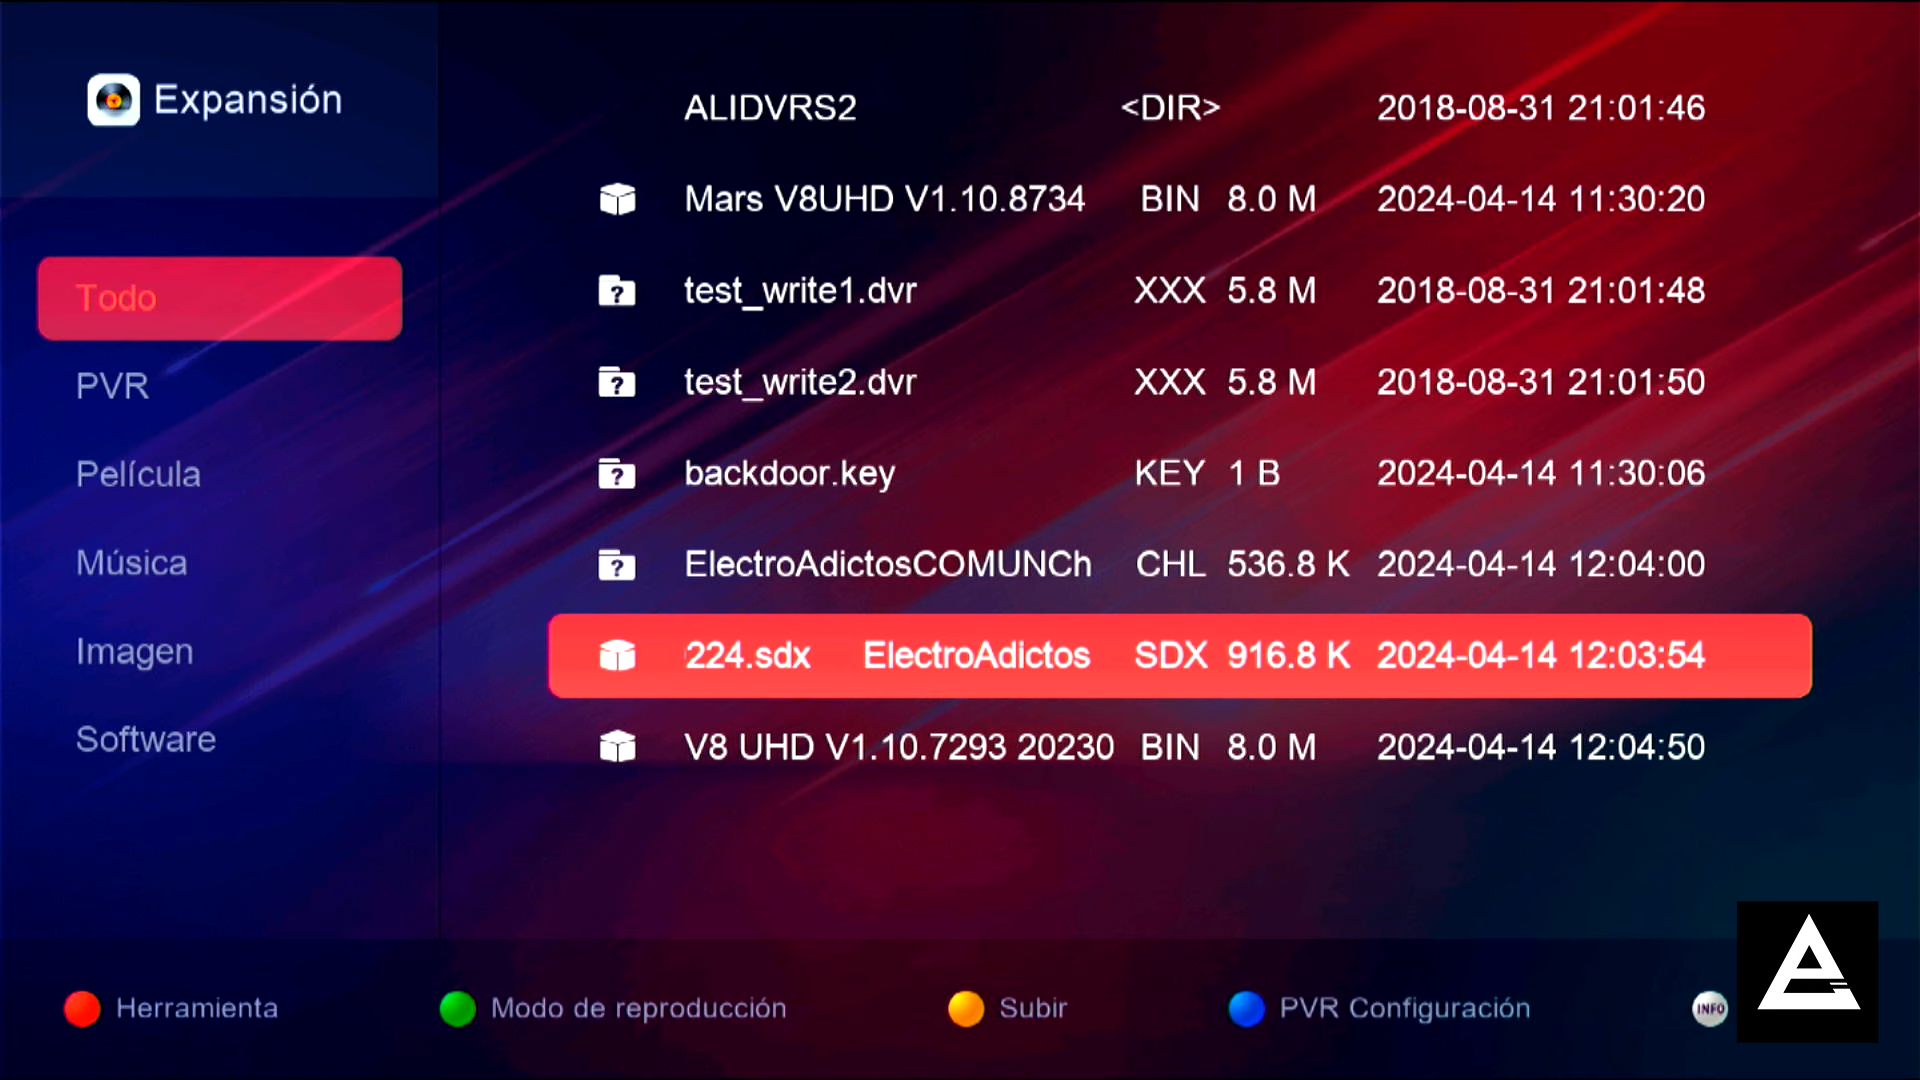 Expansión
Todo
PVR
Película
Música
Imagen
Software
ALIDVRS2 <DIR> 2018-08-31 21:01:46
Mars V8UHD V1.10.8734 BIN 8.0 M 2024-04-14 11:30:20
test_write1.dvr XXX 5.8 M 2018-08-31 21:01:48
test_write2.dvr XXX 5.8 M 2018-08-31 21:01:50
backdoor.key KEY 1 B 2024-04-14 11:30:06
ElectroAdictosCOMUNCh CHL 536.8 K 2024-04-14 12:04:00
224.sdx ElectroAdictos SDX 916.8 K 2024-04-14 12:03:54
V8 UHD V1.10.7293 20230 BIN 8.0 M 2024-04-14 12:04:50
Herramienta Modo de reproducción Subir PVR Configuración INFO